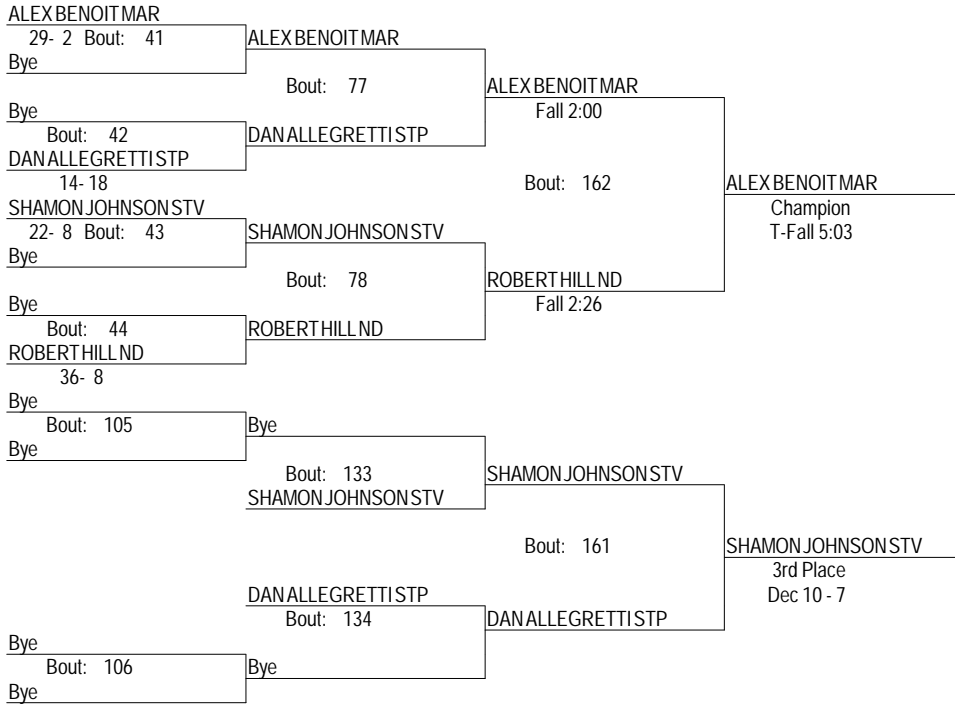 ALEX BENOIT MAR
29- 2 Bout: 41
ALEX BENOIT MAR
Bye
Bout: 77
ALEX BENOIT MAR
Bye
Fall 2:00
Bout: 42
DAN ALLEGRETTI STP
DAN ALLEGRETTI STP
14- 18
Bout: 162
ALEX BENOIT MAR
SHAMON JOHNSON STV
Champion
22- 8 Bout: 43
SHAMON JOHNSON STV
T-Fall 5:03
Bye
Bout: 78
ROBERT HILL ND
Bye
Fall 2:26
Bout: 44
ROBERT HILL ND
ROBERT HILL ND
36- 8
Bye
Bout: 105
Bye
Bye
Bout: 133
SHAMON JOHNSON STV
SHAMON JOHNSON STV
Bout: 161
SHAMON JOHNSON STV
3rd Place
DAN ALLEGRETTI STP
Dec 10 - 7
Bout: 134
DAN ALLEGRETTI STP
Bye
Bout: 106
Bye
Bye